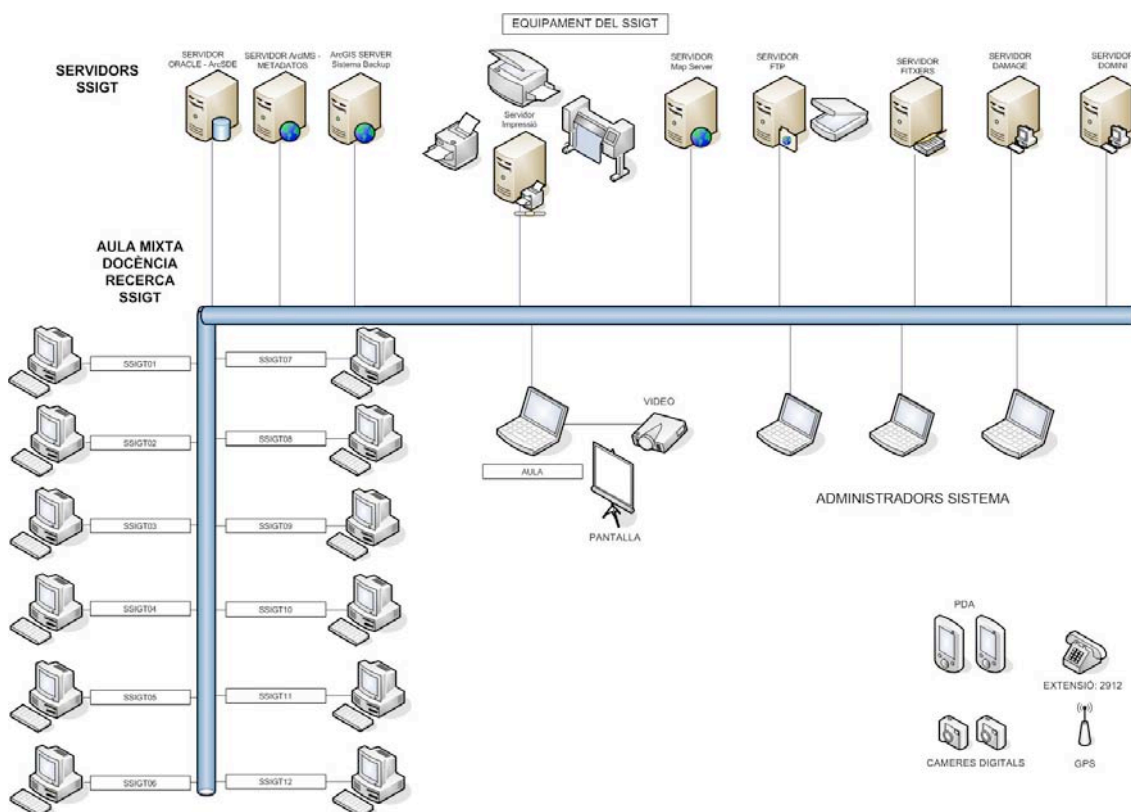 EQUIPAMENT DEL SSIGT
SERVIDORS
SSIGT
SERVIDOR
ORACLE - ArcSDE
SERVIDOR ArcIMS -
METADATOS
ArcGIS SERVER
Sistema Backup
Servidor
Impressió
SERVIDOR
Map Server
SERVIDOR
FTP
SERVIDOR
FITXERS
SERVIDOR
DAMAGE
SERVIDOR
DOMINI
AULA MIXTA
DOCÈNCIA
RECERCA
SSIGT
SSIGT01
SSIGT07
SSIGT02
SSIGT08
SSIGT03
SSIGT09
SSIGT04
SSIGT10
SSIGT05
SSIGT11
SSIGT06
SSIGT12
VIDEO
AULA
PANTALLA
ADMINISTRADORS SISTEMA
PDA
EXTENSIÓ: 2912
CAMERES DIGITALS
GPS